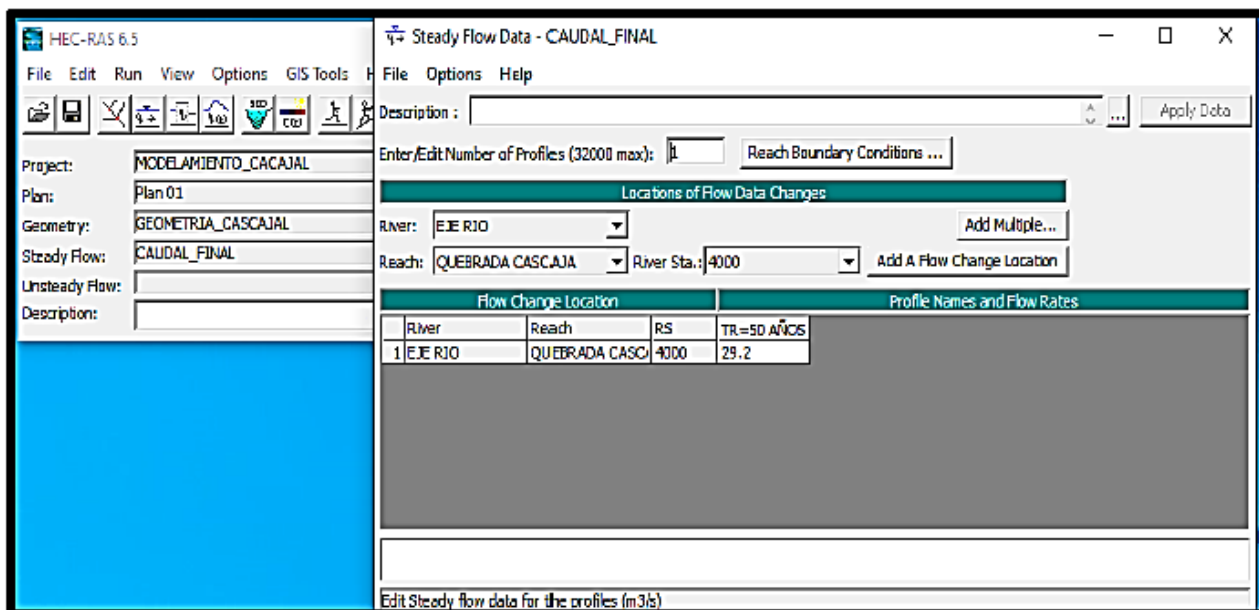 HEC-RAS 6.5
File Edit Run View Options GIS Tools H
Project: MODELAMIENTO_CACAJAL
Plan: Plan 01
Geometry: GEOMETRIA_CASCAJAL
Steady Flow: CAUDAL_FINAL
Unsteady Flow:
Description:
Steady Flow Data - CAUDAL_FINAL
File Options Help
Description : ... Apply Data
Enter/Edit Number of Profiles (32000 max): 1 Reach Boundary Conditions ...
Locations of Flow Data Changes
River: EJE RIO Add Multiple...
Reach: QUEBRADA CASCAJA River Sta.: 4000 Add A Flow Change Location
Flow Change Location Profile Names and Flow Rates
River Reach RS TR=50 AÑOS
1 EJE RIO QUEBRADA CASC 4000 29.2
Edit Steady flow data for the profiles (m3/s)